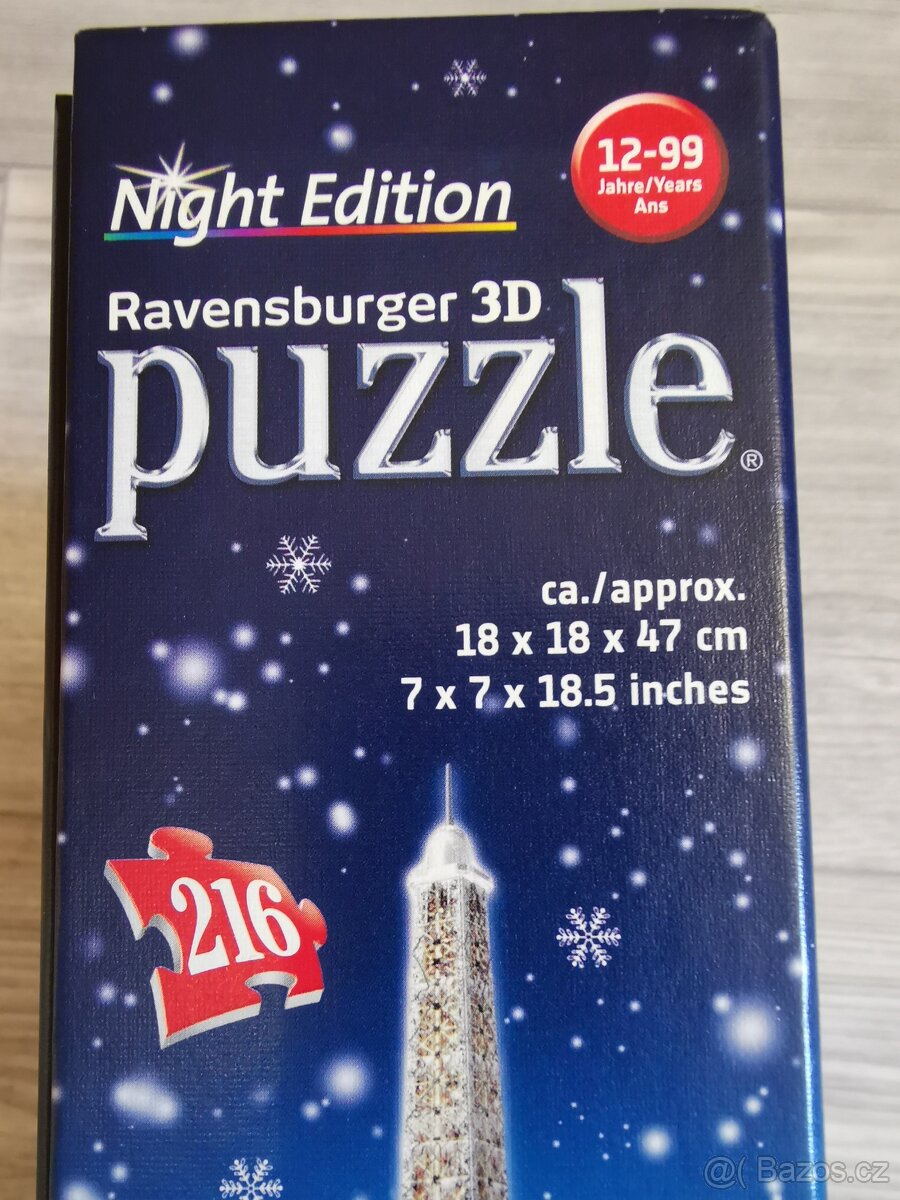 12-99
Jahre/Years
Ans
Night Edition
Ravensburger 3D
puzzle®
ca./approx.
18 x 18 x 47 cm
7 x 7 x 18.5 inches
216
@( Bazos.cz